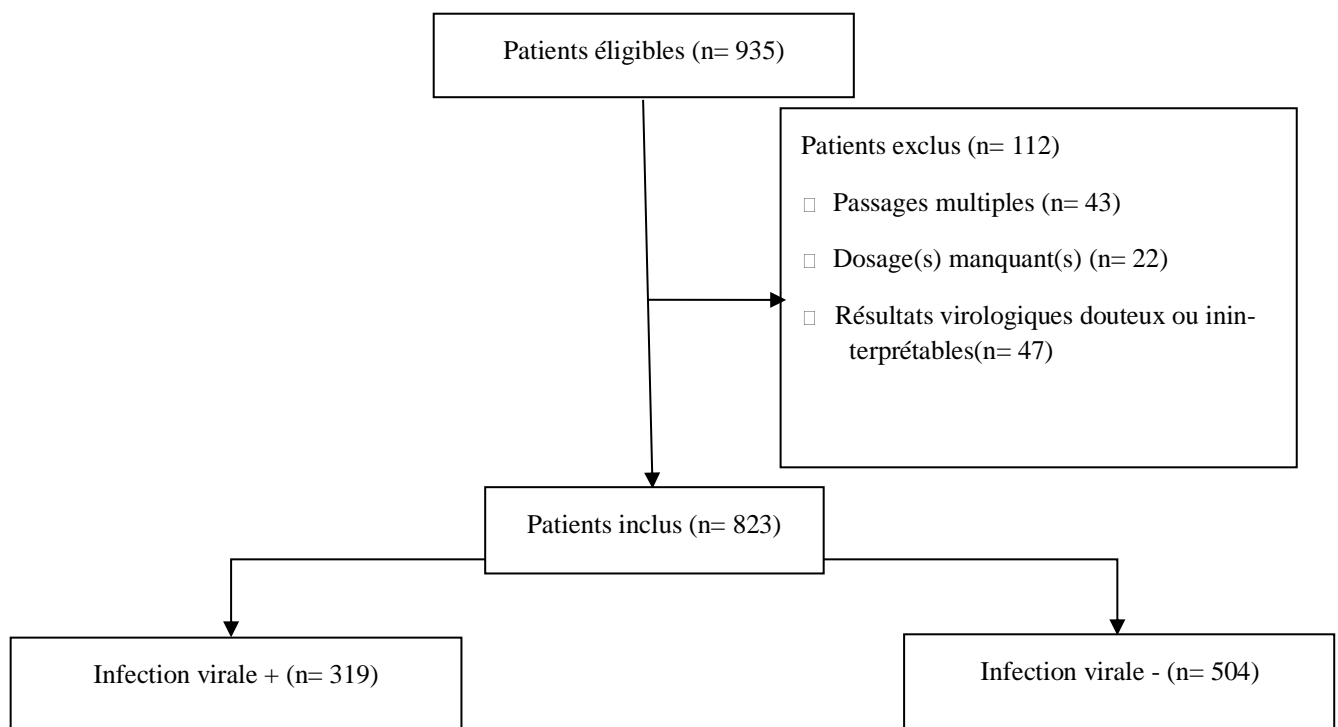 Patients éligibles (n= 935)
Patients exclus (n= 112)
Passages multiples (n= 43)
Dosage(s) manquant(s) (n= 22)
Résultats virologiques douteux ou inin-
terprétables(n= 47)
Patients inclus (n= 823)
Infection virale + (n= 319)
Infection virale - (n= 504)